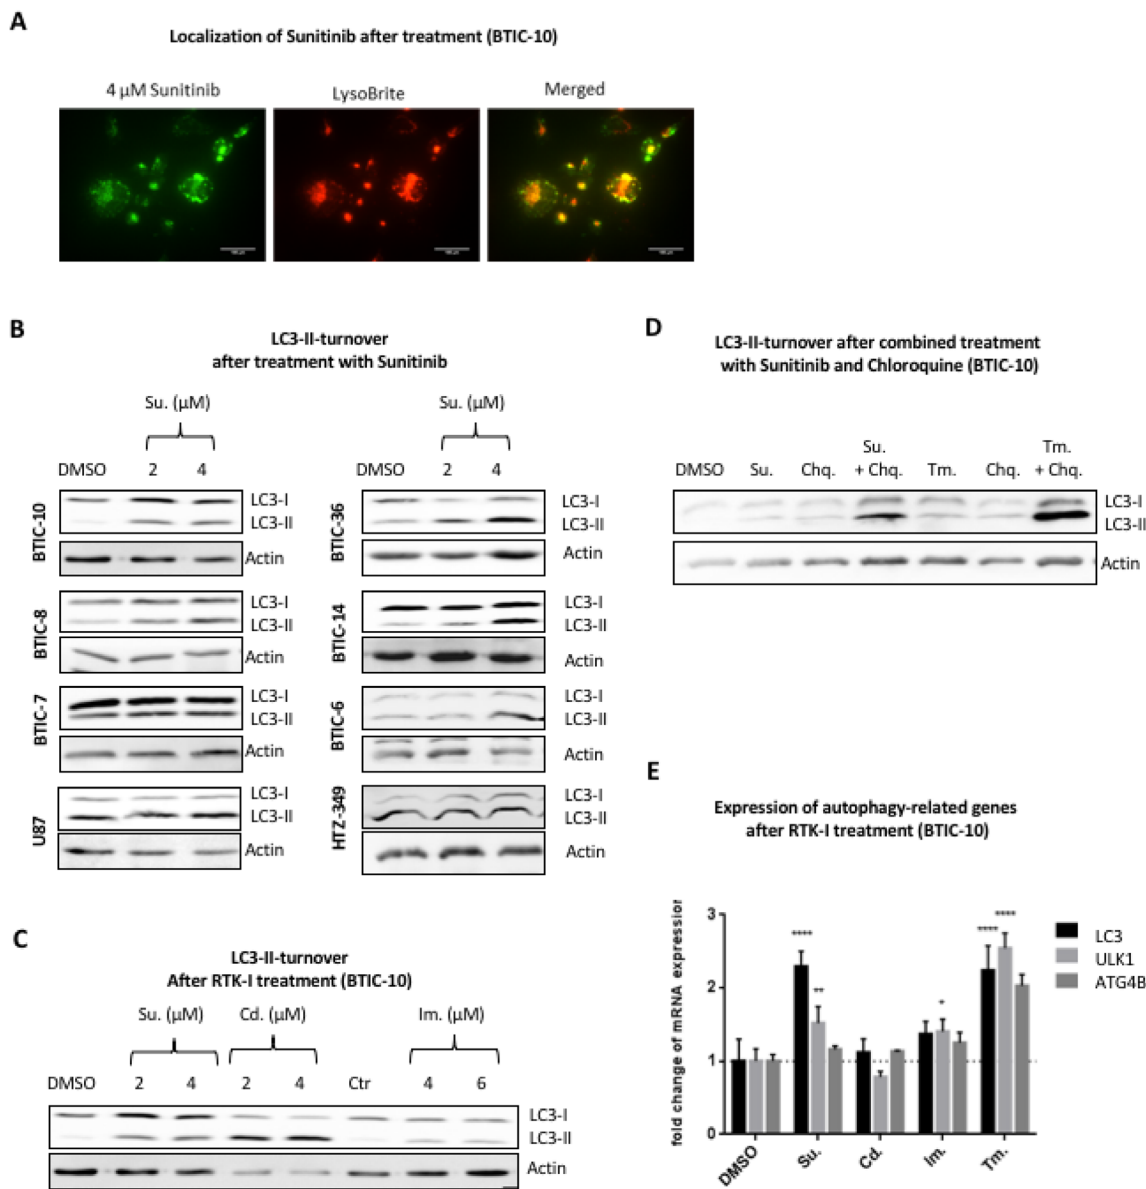 A
Localization of Sunitinib after treatment (BTIC-10)
4 µM Sunitinib
LysoBrite
Merged
B
LC3-II-turnover
after treatment with Sunitinib
Su. (µM)
Su. (µM)
DMSO 2 4
DMSO 2 4
BTIC-10
LC3-I
LC3-II
Actin
BTIC-36
LC3-I
LC3-II
Actin
BTIC-8
LC3-I
LC3-II
Actin
BTIC-14
LC3-I
LC3-II
Actin
BTIC-7
LC3-I
LC3-II
Actin
BTIC-6
LC3-I
LC3-II
Actin
U87
LC3-I
LC3-II
Actin
HTZ-349
LC3-I
LC3-II
Actin
C
LC3-II-turnover
After RTK-I treatment (BTIC-10)
Su. (µM) Cd. (µM) Im. (µM)
DMSO 2 4 2 4 Ctr 4 6
LC3-I
LC3-II
Actin
D
LC3-II-turnover after combined treatment
with Sunitinib and Chloroquine (BTIC-10)
DMSO Su. Chq. Su. + Chq. Tm. Chq. Tm. + Chq.
LC3-I
LC3-II
Actin
E
Expression of autophagy-related genes
after RTK-I treatment (BTIC-10)
fold change of mRNA expression
3
2
1
0
**** ** * **** ****
DMSO Su. Cd. Im. Tm.
LC3
ULK1
ATG4B